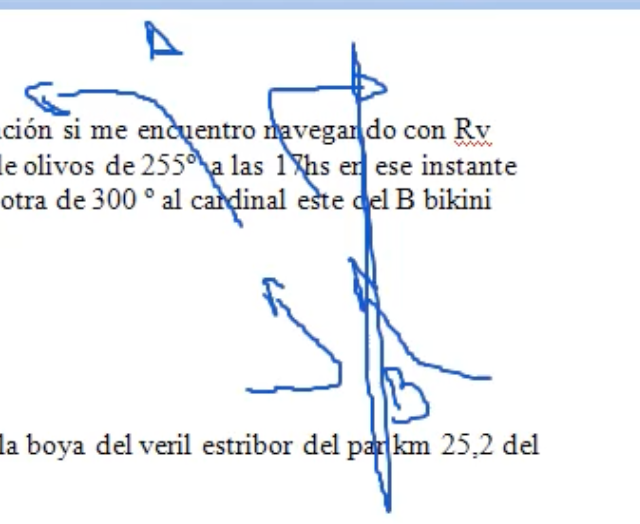 ción si me encuentro navegando con Rv
le olivos de 255º a las 17hs en ese instante
otra de 300 º al cardinal este del B bikini
la boya del veril estribor del par km 25,2 del